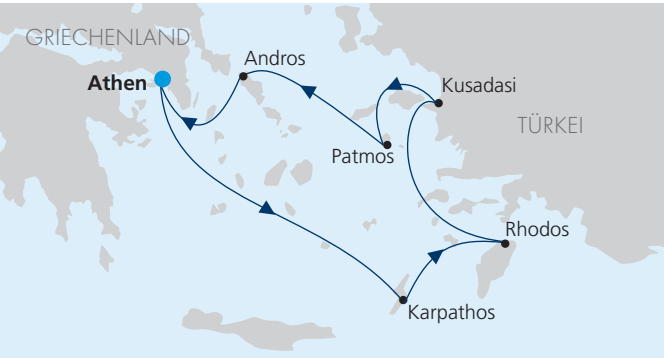 GRIECHENLAND
Andros
Athen
Kusadasi
TÜRKEI
Patmos
Rhodos
Karpathos